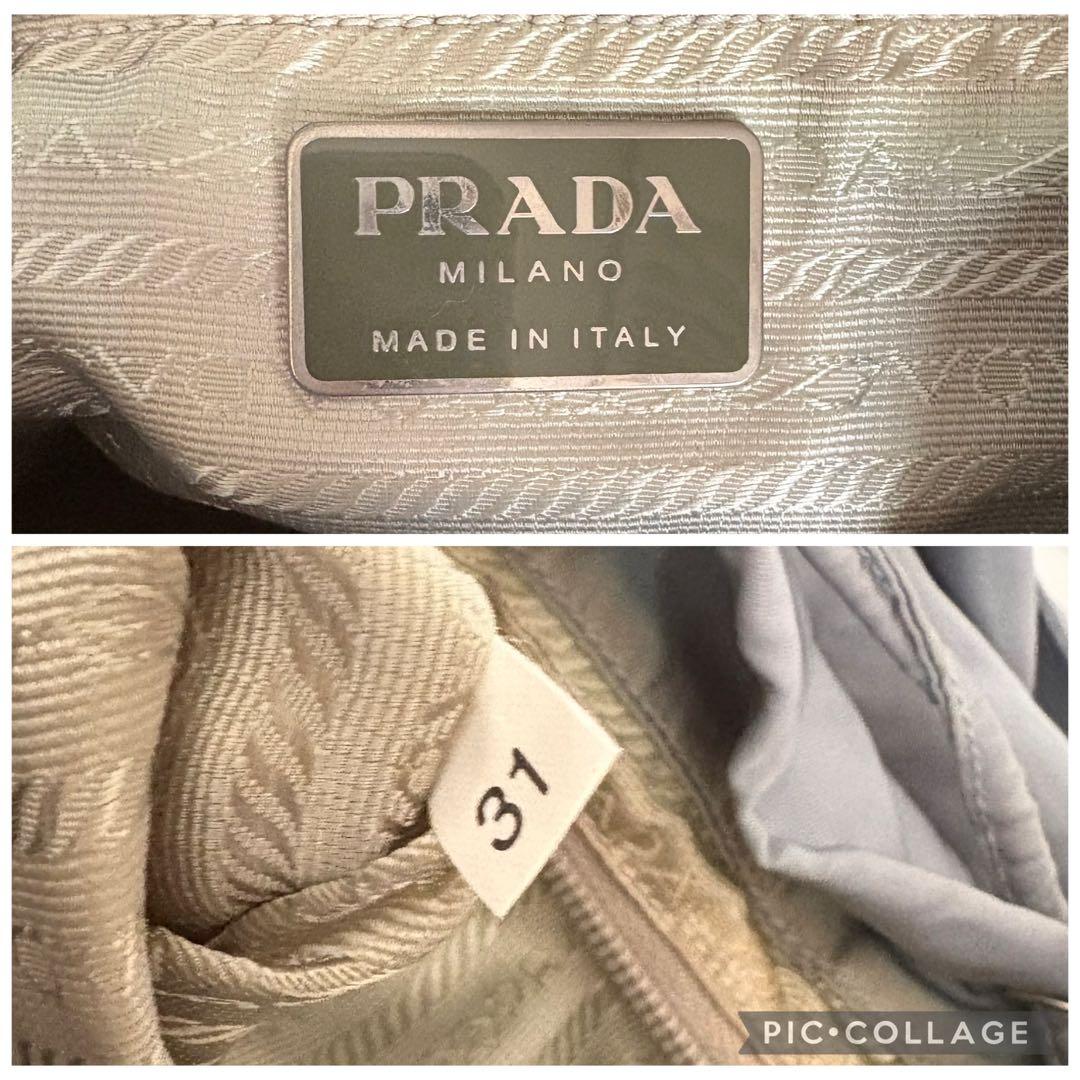 PRADA
MILANO
MADE IN ITALY
31
PIC•COLLAGE